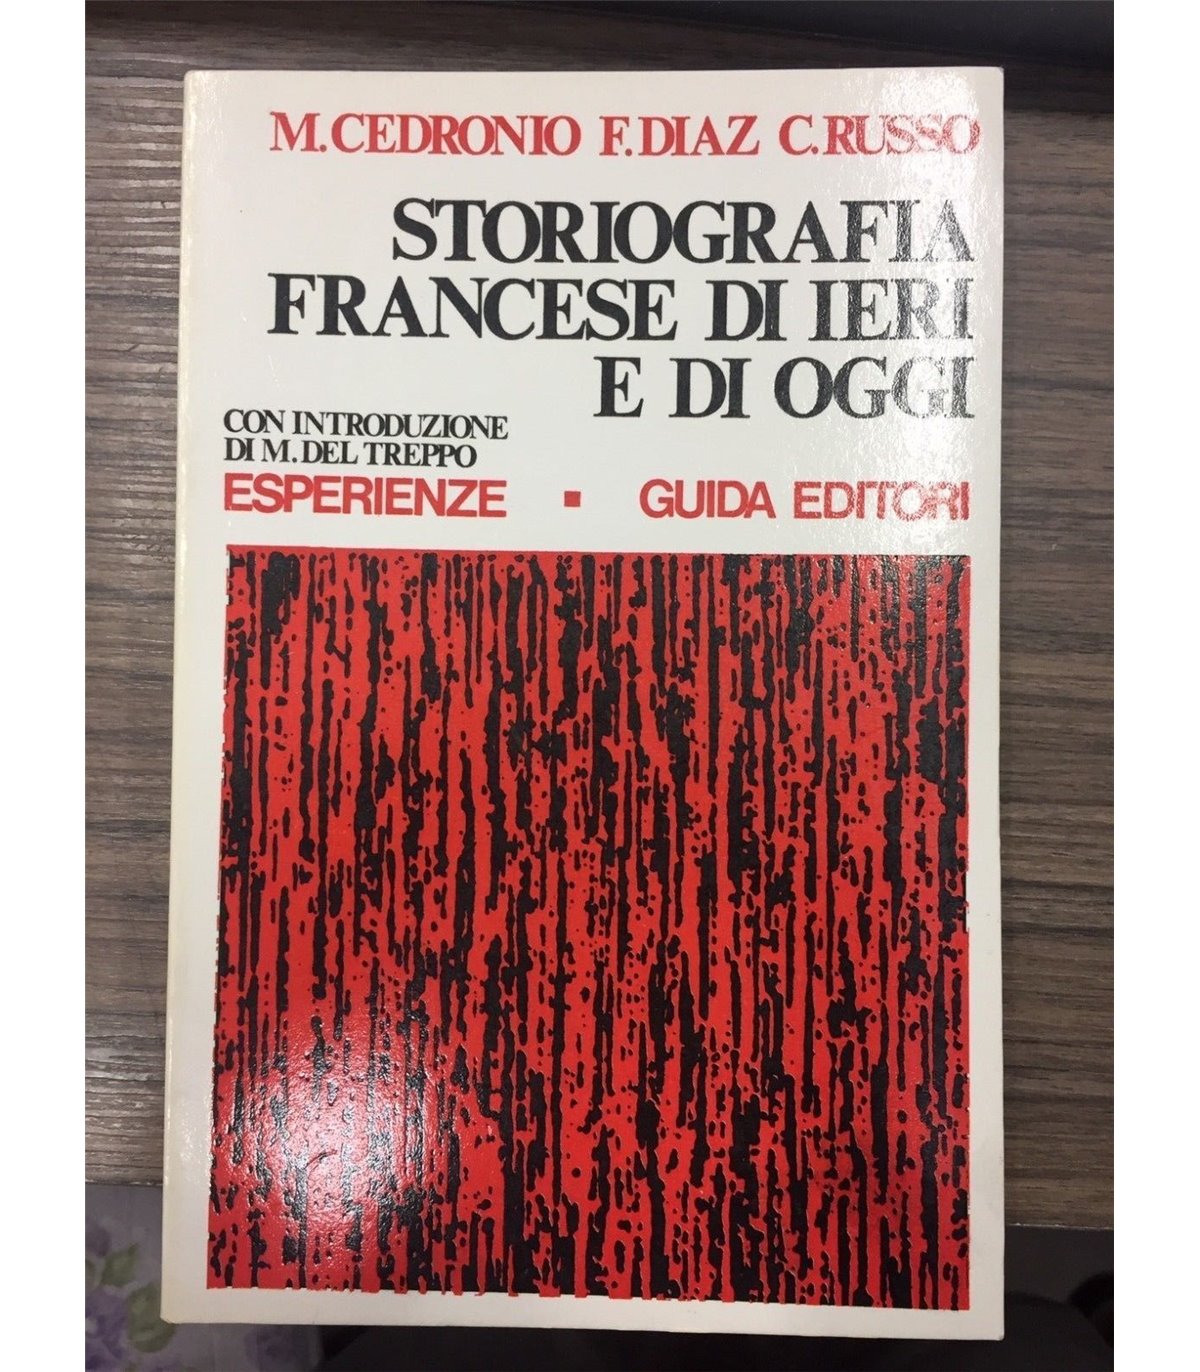 M.CEDRONIO F.DIAZ C.RUSSO
STORIOGRAFIA
FRANCESE DI IERI
E DI OGGI
CON INTRODUZIONE
DI M. DEL TREPPO
ESPERIENZE ▪ GUIDA EDITORI